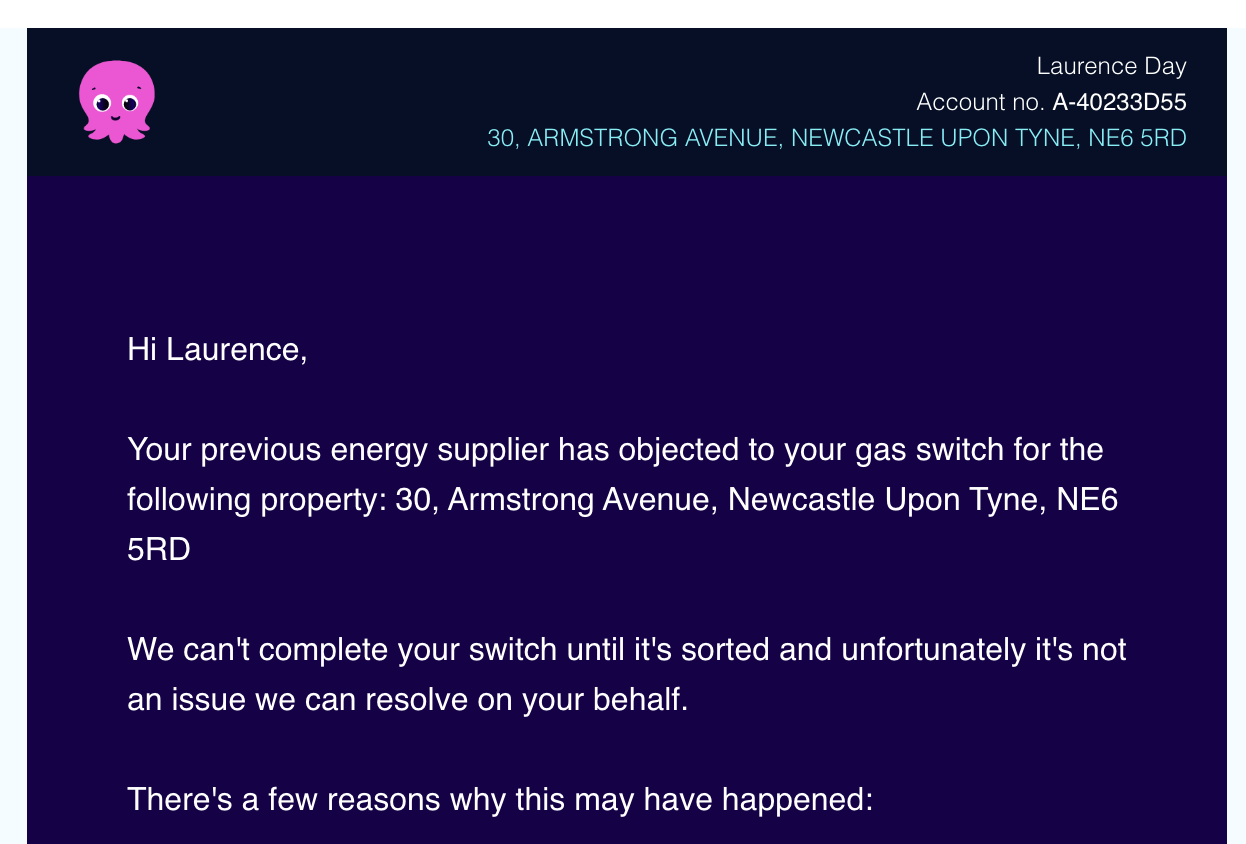 Laurence Day
Account no. A-40233D55
30, ARMSTRONG AVENUE, NEWCASTLE UPON TYNE, NE6 5RD
Hi Laurence,
Your previous energy supplier has objected to your gas switch for the
following property: 30, Armstrong Avenue, Newcastle Upon Tyne, NE6
5RD
We can't complete your switch until it's sorted and unfortunately it's not
an issue we can resolve on your behalf.
There's a few reasons why this may have happened: